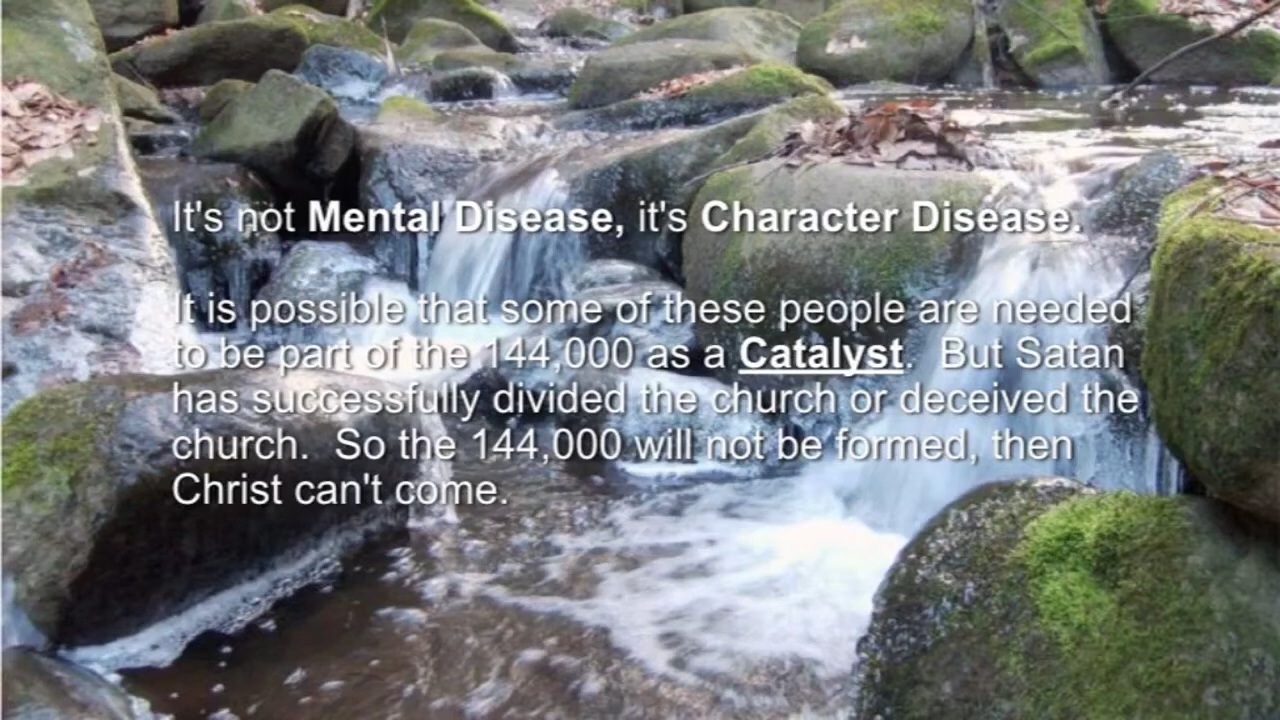 It's not Mental Disease, it's Character Disease.
It is possible that some of these people are needed
to be part of the 144,000 as a Catalyst. But Satan
has successfully divided the church or deceived the
church. So the 144,000 will not be formed, then
Christ can't come.